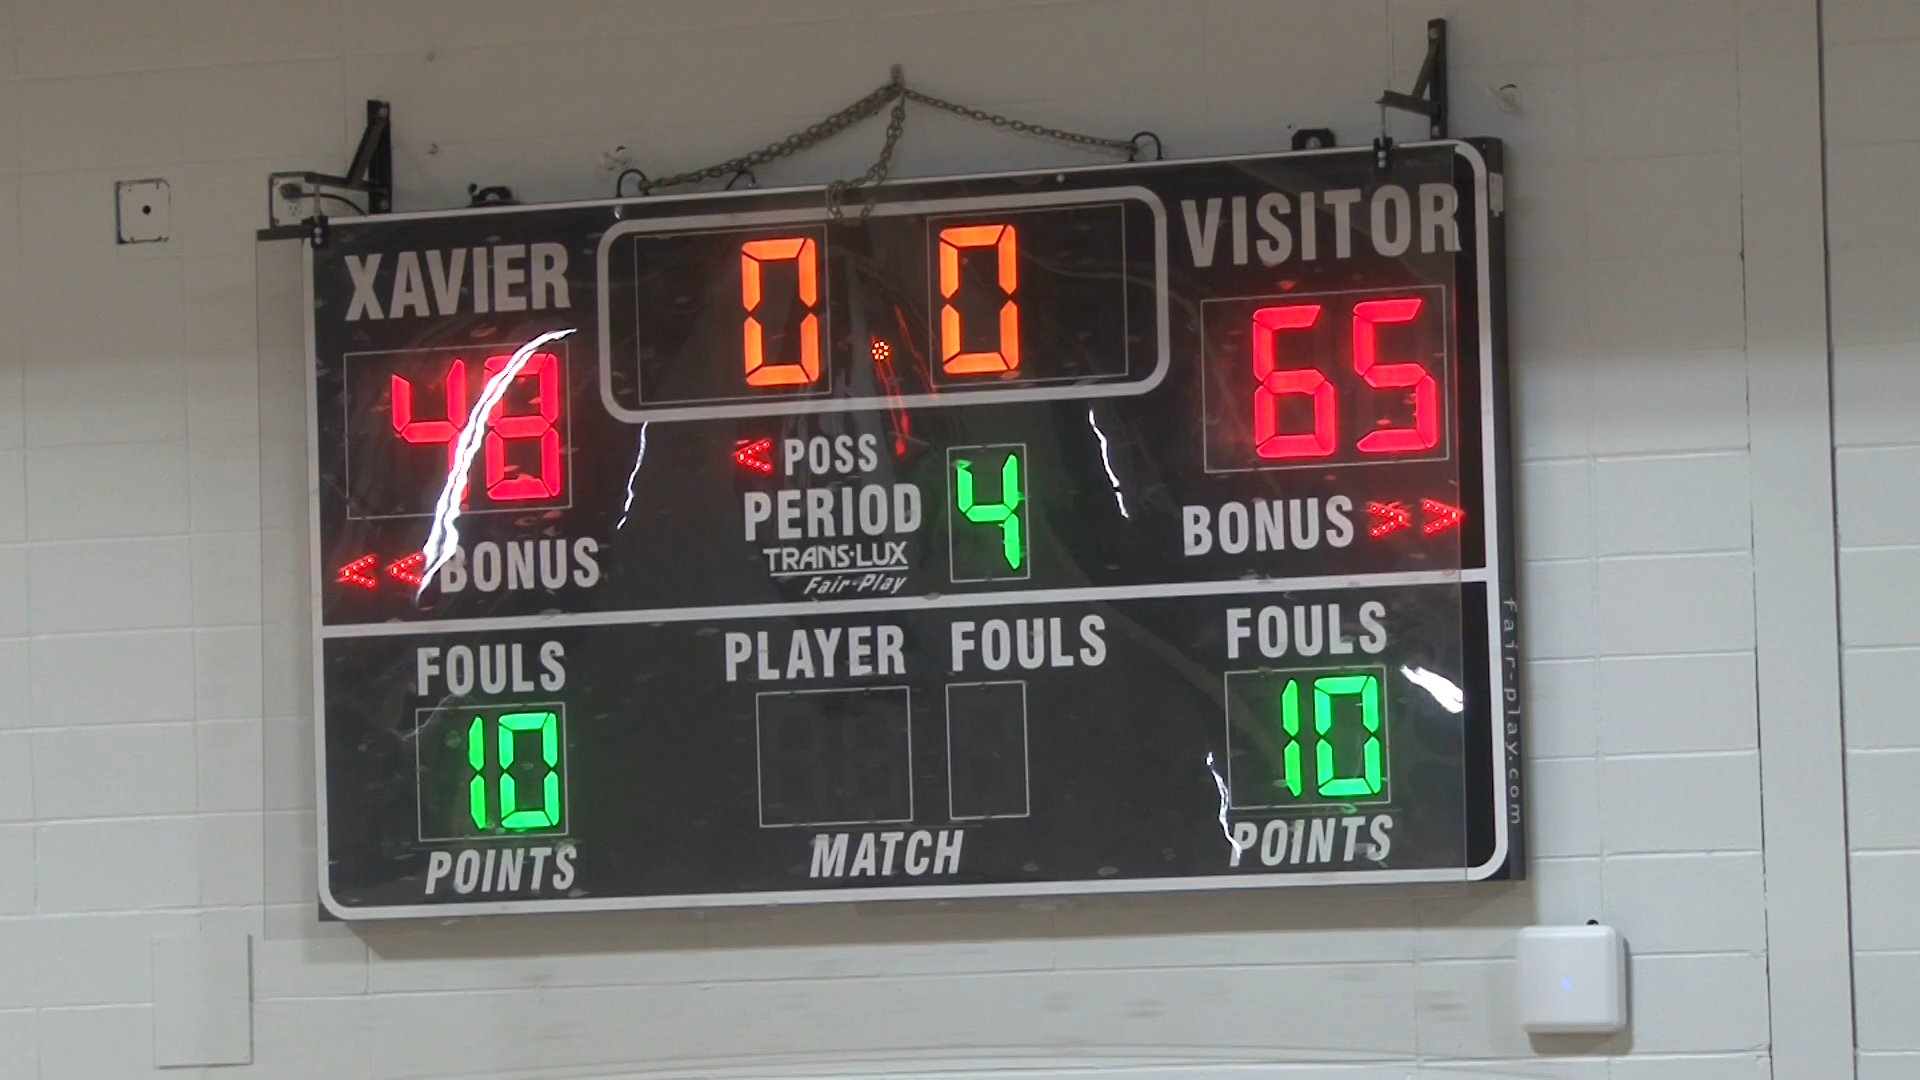 XAVIER
0.0
VISITOR
48
65
< POSS
PERIOD 4
<< BONUS
BONUS >>
TRANS·LUX
Fair·Play
FOULS
PLAYER FOULS
FOULS
10
10
POINTS
MATCH
POINTS
fair-play.com